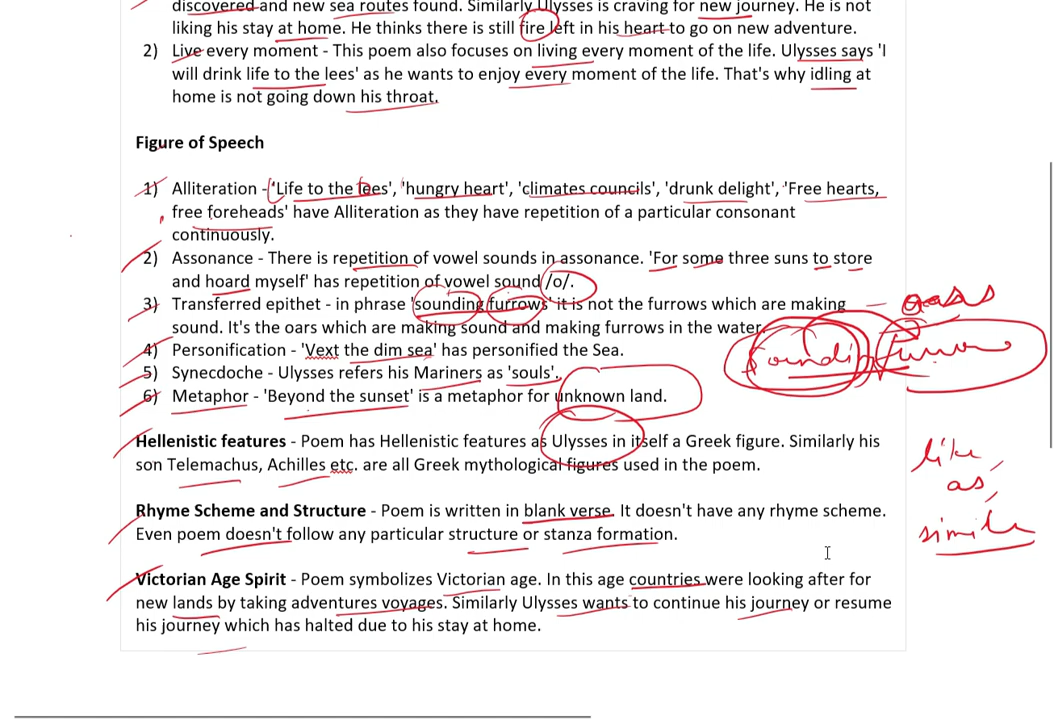 discovered and new sea routes found. Similarly Ulysses is craving for new journey. He is not
liking his stay at home. He thinks there is still fire left in his heart to go on new adventure.
2) Live every moment - This poem also focuses on living every moment of the life. Ulysses says 'I
will drink life to the lees' as he wants to enjoy every moment of the life. That's why idling at
home is not going down his throat.
Figure of Speech
1) Alliteration - 'Life to the lees', 'hungry heart', 'climates councils', 'drunk delight', 'Free hearts,
free foreheads' have Alliteration as they have repetition of a particular consonant
continuously.
2) Assonance - There is repetition of vowel sounds in assonance. 'For some three suns to store
and hoard myself' has repetition of vowel sound /o/.
3) Transferred epithet - in phrase 'sounding furrows' it is not the furrows which are making
sound. It's the oars which are making sound and making furrows in the water.
4) Personification - 'Vext the dim sea' has personified the Sea.
5) Synecdoche - Ulysses refers his Mariners as 'souls'.
6) Metaphor - 'Beyond the sunset' is a metaphor for unknown land.
Hellenistic features - Poem has Hellenistic features as Ulysses in itself a Greek figure. Similarly his
son Telemachus, Achilles etc. are all Greek mythological figures used in the poem.
Rhyme Scheme and Structure - Poem is written in blank verse. It doesn't have any rhyme scheme.
Even poem doesn't follow any particular structure or stanza formation.
Victorian Age Spirit - Poem symbolizes Victorian age. In this age countries were looking after for
new lands by taking adventures voyages. Similarly Ulysses wants to continue his journey or resume
his journey which has halted due to his stay at home.
like,
as,
simile